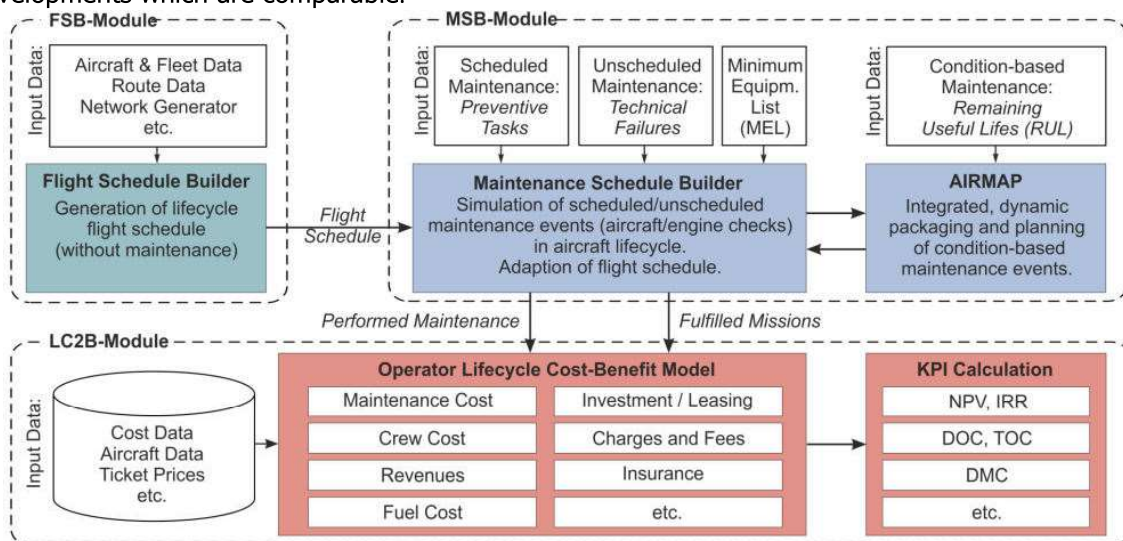 velopments which are comparable.
FSB-Module
Input Data:
Aircraft & Fleet Data
Route Data
Network Generator
etc.
Flight Schedule Builder
Generation of lifecycle
flight schedule
(without maintenance)
Flight
Schedule
MSB-Module
Input Data:
Scheduled
Maintenance:
Preventive
Tasks
Unscheduled
Maintenance:
Technical
Failures
Minimum
Equipm.
List
(MEL)
Input Data:
Condition-based
Maintenance:
Remaining
Useful Lifes (RUL)
Maintenance Schedule Builder
Simulation of scheduled/unscheduled
maintenance events (aircraft/engine checks)
in aircraft lifecycle.
Adaption of flight schedule.
AIRMAP
Integrated, dynamic
packaging and planning
of condition-based
maintenance events.
Performed Maintenance
Fulfilled Missions
LC2B-Module
Input Data:
Cost Data
Aircraft Data
Ticket Prices
etc.
Operator Lifecycle Cost-Benefit Model
Maintenance Cost
Crew Cost
Revenues
Fuel Cost
Investment / Leasing
Charges and Fees
Insurance
etc.
KPI Calculation
NPV, IRR
DOC, TOC
DMC
etc.